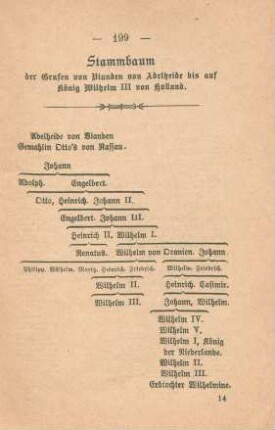 — 199 —
Stammbaum
der Grafen von Vianden von Adelheide bis auf
König Wilhelm III von Holland.
Adelheide von Vianden
Gemahlin Otto's von Nassau.
Johann
Adolph. Engelbert.
Otto, Heinrich. Johann II.
Engelbert. Johann III.
Heinrich II, Wilhelm I.
Renatus. Wilhelm von Oranien. Johann.
Philipp. Wilhelm. Moritz. Heinrich. Friedrich. Wilhelm. Friedrich.
Wilhelm II. Heinrich. Casimir.
Wilhelm III. Johann, Wilhelm.
Wilhelm IV.
Wilhelm V.
Wilhelm I, König
der Niederlande.
Wilhelm II.
Wilhelm III.
Erbtochter Wilhelmine.
14